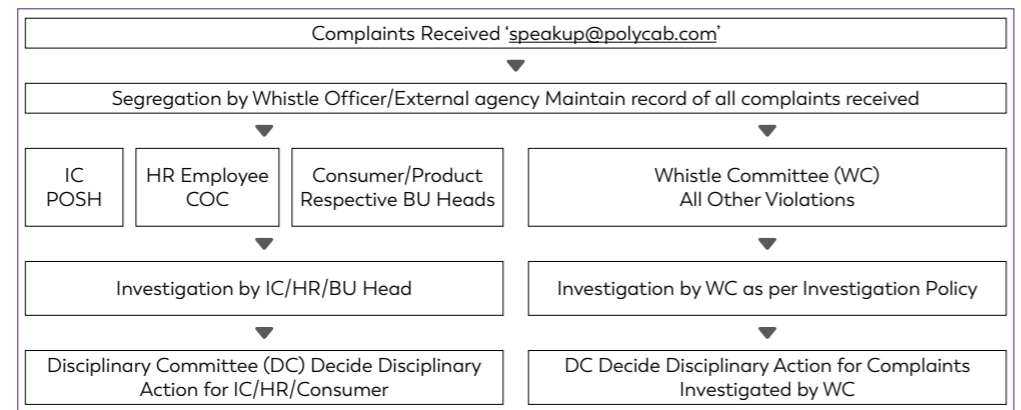 Complaints Received ‘speakup@polycab.com’
Segregation by Whistle Officer/External agency Maintain record of all complaints received
IC
POSH
HR Employee
COC
Consumer/Product
Respective BU Heads
Whistle Committee (WC)
All Other Violations
Investigation by IC/HR/BU Head
Investigation by WC as per Investigation Policy
Disciplinary Committee (DC) Decide Disciplinary
Action for IC/HR/Consumer
DC Decide Disciplinary Action for Complaints
Investigated by WC